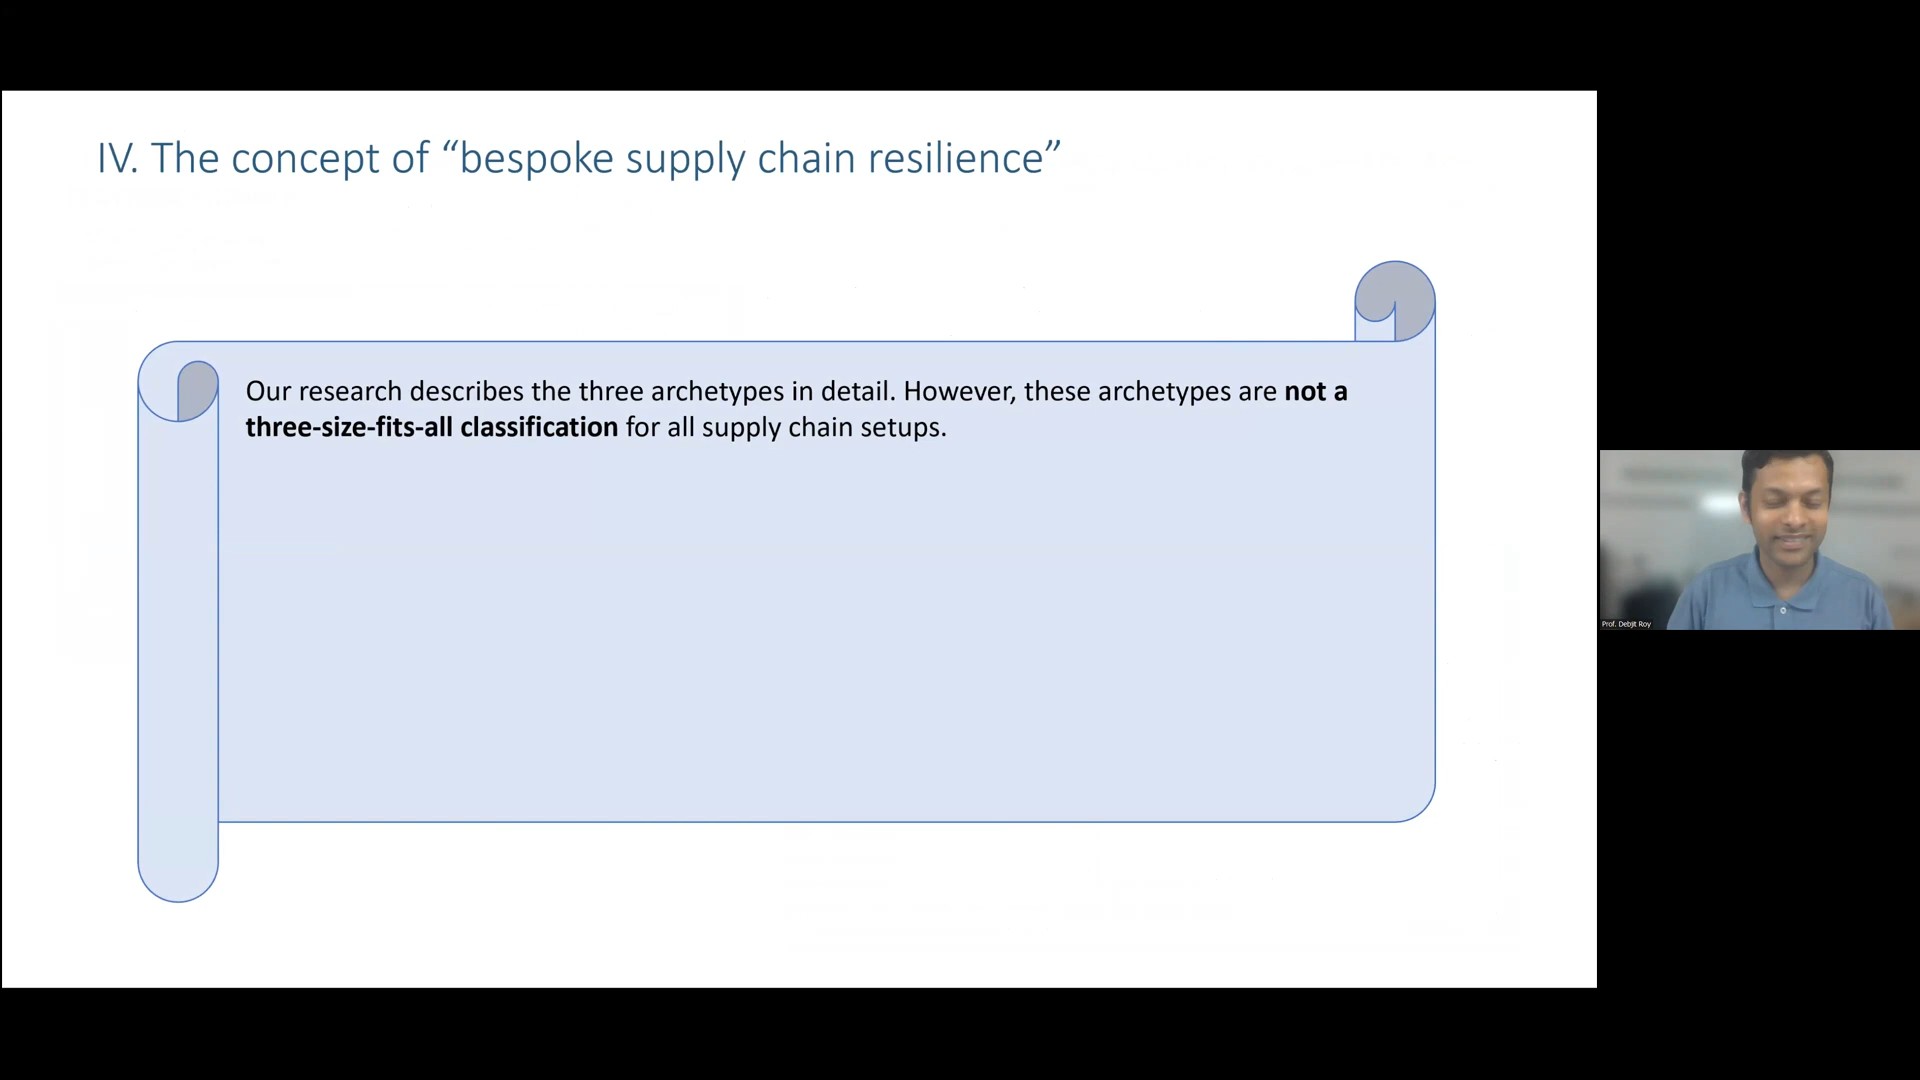 IV. The concept of “bespoke supply chain resilience”
Our research describes the three archetypes in detail. However, these archetypes are not a
three-size-fits-all classification for all supply chain setups.
Prof. Debjit Roy